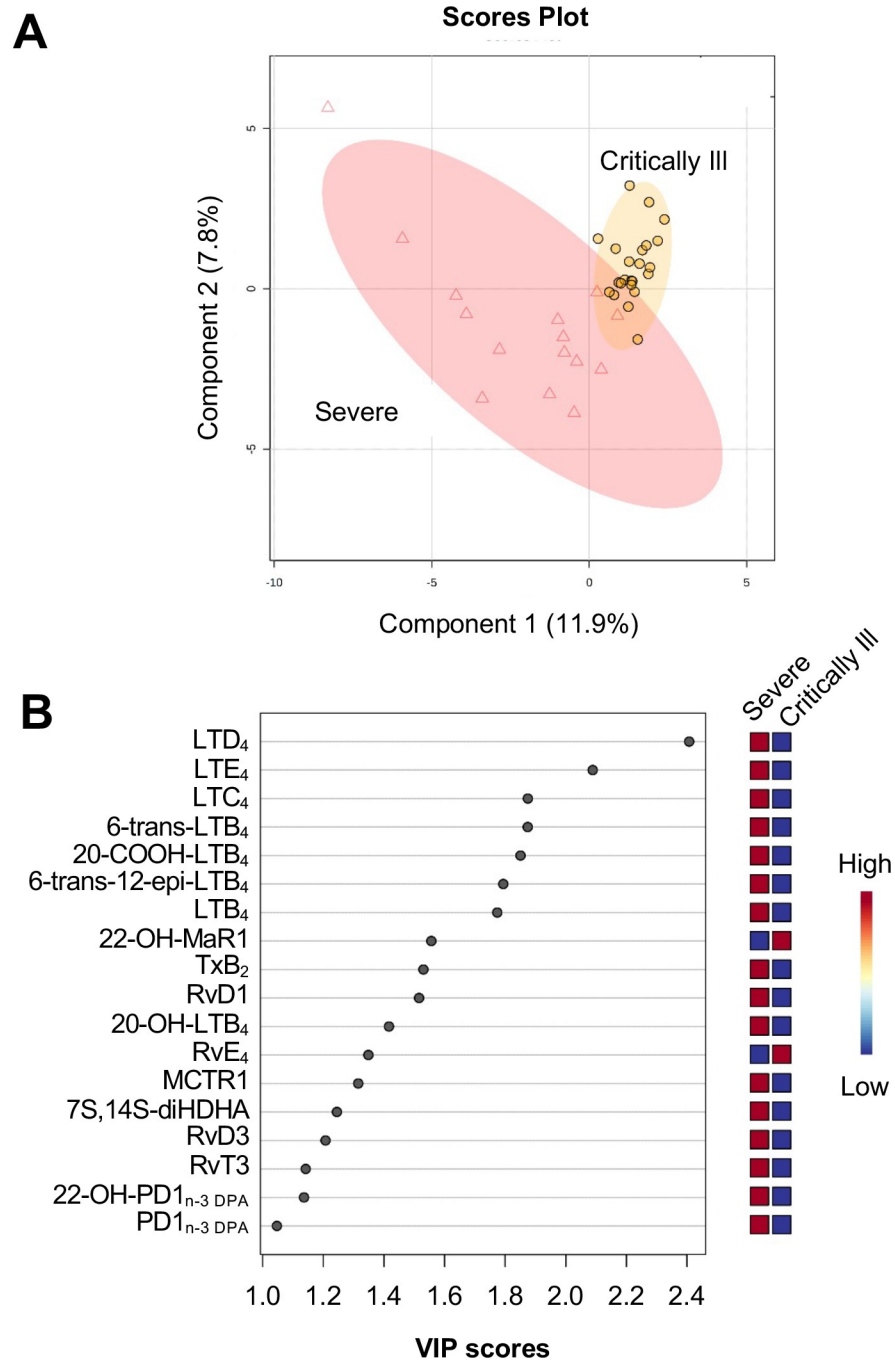 A
Scores Plot
Critically Ill
Severe
5
0
-5
Component 2 (7.8%)
-10
-5
0
5
Component 1 (11.9%)
B
Severe
Critically Ill
LTD₄
LTE₄
LTC₄
6-trans-LTB₄
20-COOH-LTB₄
6-trans-12-epi-LTB₄
LTB₄
22-OH-MaR1
TxB₂
RvD1
20-OH-LTB₄
RvE₄
MCTR1
7S,14S-diHDHA
RvD3
RvT3
22-OH-PD1n-3 DPA
PD1n-3 DPA
High
Low
1.0 1.2 1.4 1.6 1.8 2.0 2.2 2.4
VIP scores